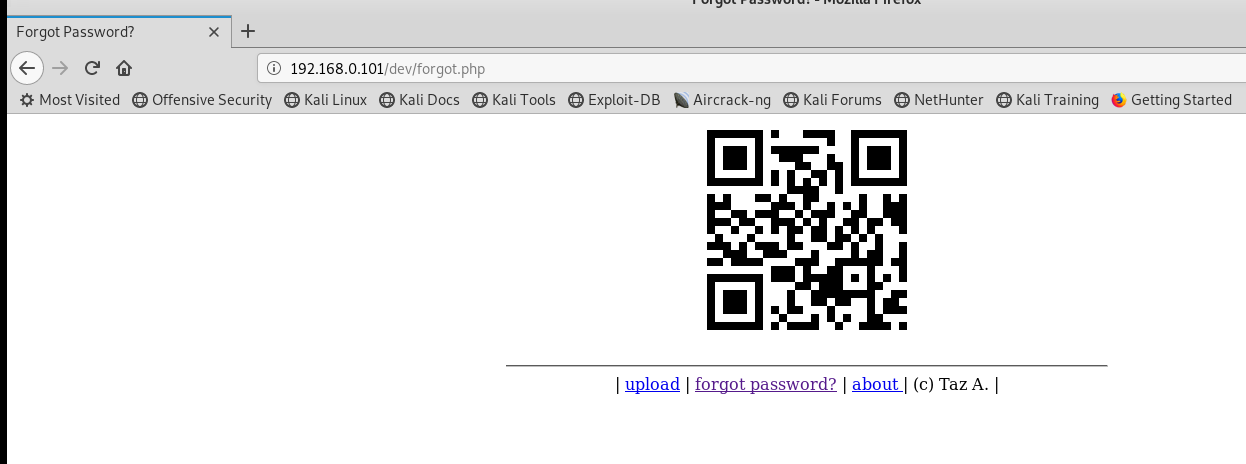 Forgot Password? - Mozilla Firefox
Forgot Password?
192.168.0.101/dev/forgot.php
Most Visited Offensive Security Kali Linux Kali Docs Kali Tools Exploit-DB Aircrack-ng Kali Forums NetHunter Kali Training Getting Started
| upload | forgot password? | about | (c) Taz A. |